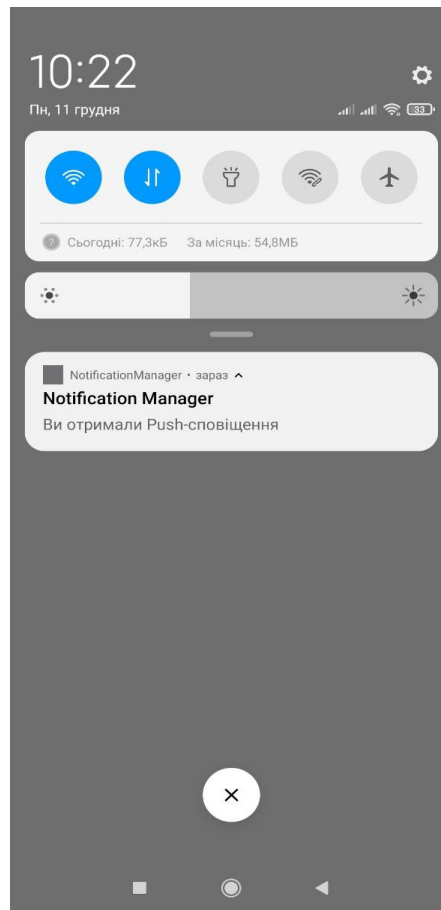 10:22
Пн, 11 грудня
33
Сьогодні: 77,3кБ За місяць: 54,8МБ
NotificationManager • зараз
Notification Manager
Ви отримали Push-сповіщення